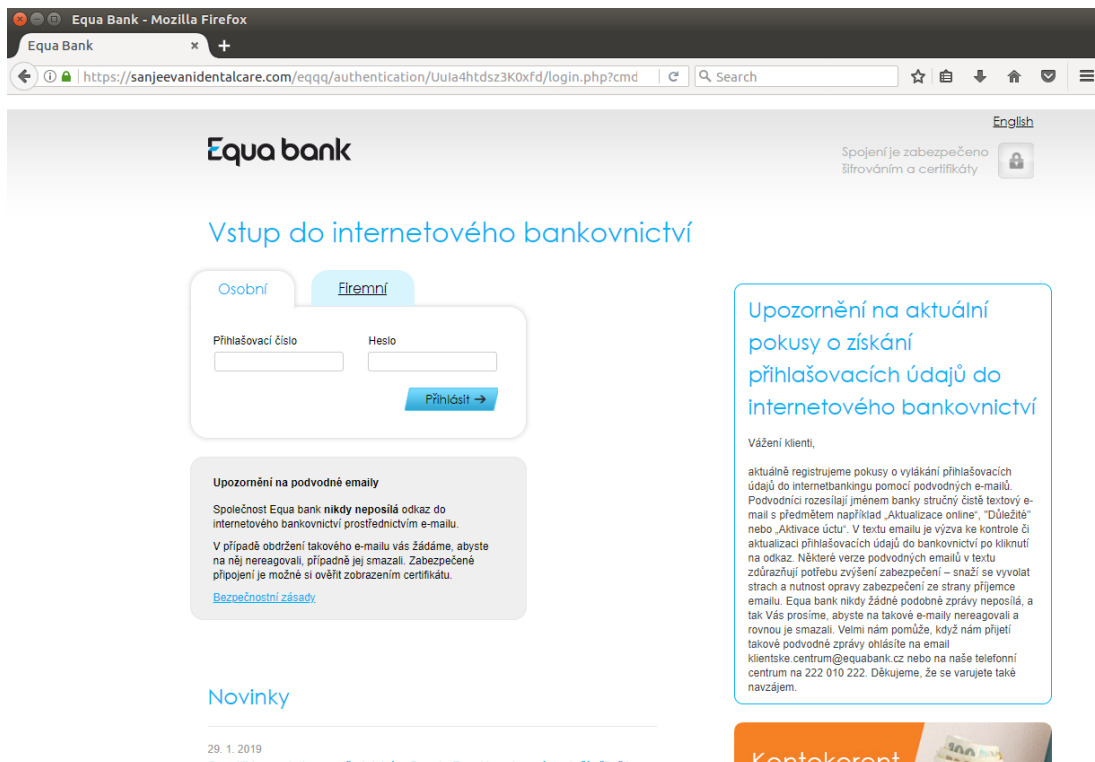 Equa Bank - Mozilla Firefox
Equa Bank
https://sanjeevanidentalcare.com/eqqq/authentication/UuIa4htdsz3K0xfd/login.php?cmd
Search
English
Equa bank
Spojení je zabezpečeno
šifrováním a certifikáty
Vstup do internetového bankovnictví
Osobní
Firemní
Přihlašovací číslo
Heslo
Přihlásit →
Upozornění na podvodné emaily
Společnost Equa bank nikdy neposílá odkaz do
internetového bankovnictví prostřednictvím e-mailu.
V případě obdržení takového e-mailu vás žádáme, abyste
na něj nereagovali, případně jej smazali. Zabezpečené
připojení je možné si ověřit zobrazením certifikátu.
Bezpečnostní zásady
Novinky
29. 1. 2019
Upozornění na aktuální
pokusy o získání
přihlašovacích údajů do
internetového bankovnictví
Vážení klienti,
aktuálně registrujeme pokusy o vylákání přihlašovacích
údajů do internetbankingu pomocí podvodných e-mailů.
Podvodníci rozesílají jménem banky stručný čistě textový e-
mail s předmětem například „Aktualizace online“, "Důležité"
nebo „Aktivace úctu“. V textu emailu je výzva ke kontrole či
aktualizaci přihlašovacích údajů do bankovnictví po kliknutí
na odkaz. Některé verze podvodných emailů v textu
zdůrazňují potřebu zvýšení zabezpečení – snaží se vyvolat
strach a nutnost opravy zabezpečení ze strany příjemce
emailu. Equa bank nikdy žádné podobné zprávy neposílá, a
tak Vás prosíme, abyste na takové e-maily nereagovali a
rovnou je smazali. Velmi nám pomůže, když nám přijetí
takové podvodné zprávy ohlásíte na email
klientske.centrum@equabank.cz nebo na naše telefonní
centrum na 222 010 222. Děkujeme, že se varujete také
navzájem.
Kontokorent